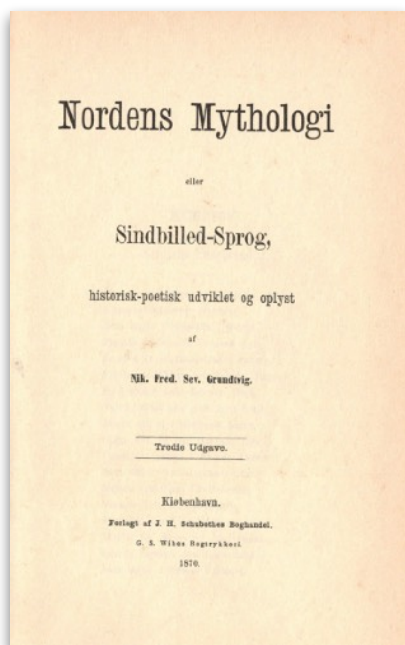 Nordens Mythologi
eller
Sindbilled-Sprog,
historisk-poetisk udviklet og oplyst
af
Nik. Fred. Sev. Grundtvig.
Tredie Udgave.
Kiøbenhavn.
Forlagt af J. H. Schubothes Boghandel.
G. S. Wibes Bogtrykkeri.
1870.